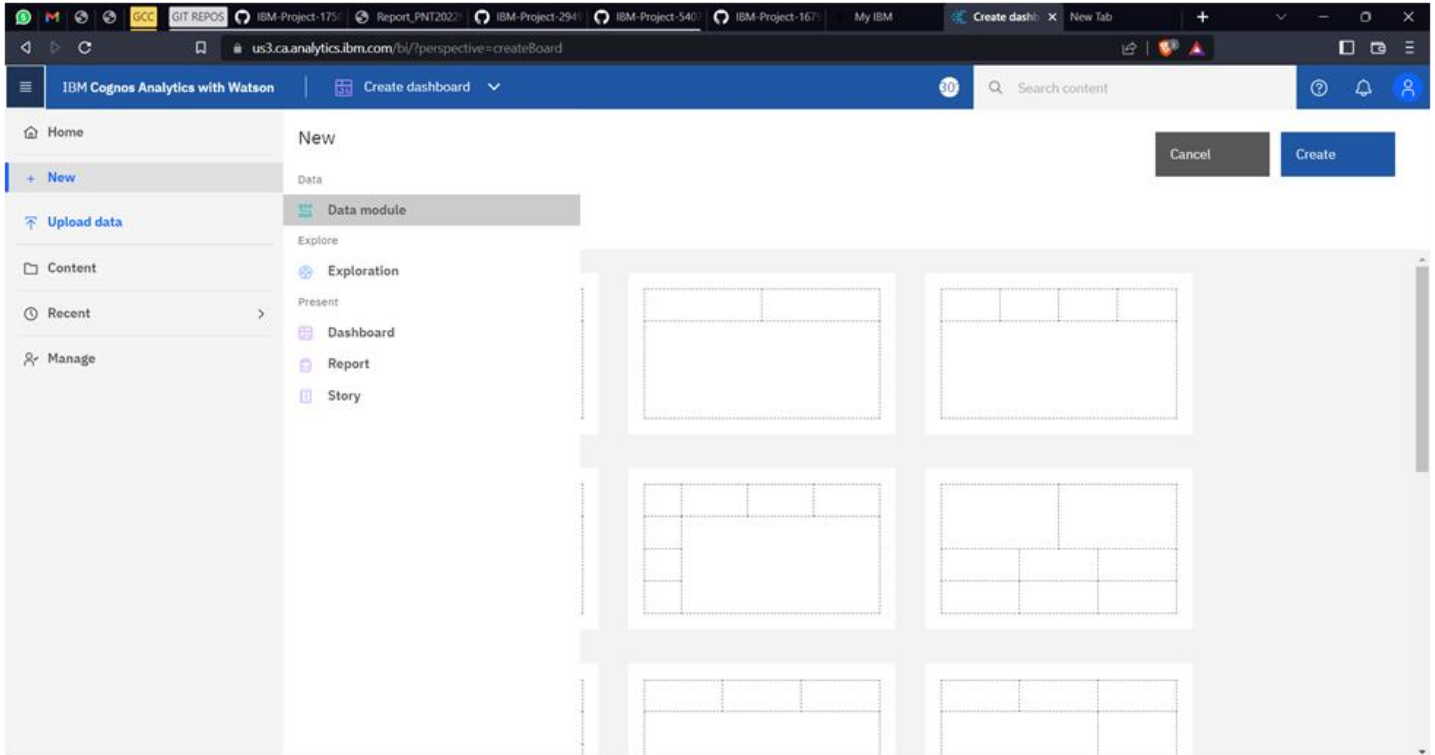 GCC GIT REPOS IBM-Project-175 Report_PNT2022 IBM-Project-294 IBM-Project-540 IBM-Project-167 My IBM Create dashb New Tab
us3.ca.analytics.ibm.com/bi/?perspective=createBoard
IBM Cognos Analytics with Watson Create dashboard 30 Search content
Home
New
Upload data
Content
Recent
Manage
New
Data
Data module
Explore
Exploration
Present
Dashboard
Report
Story
Cancel Create